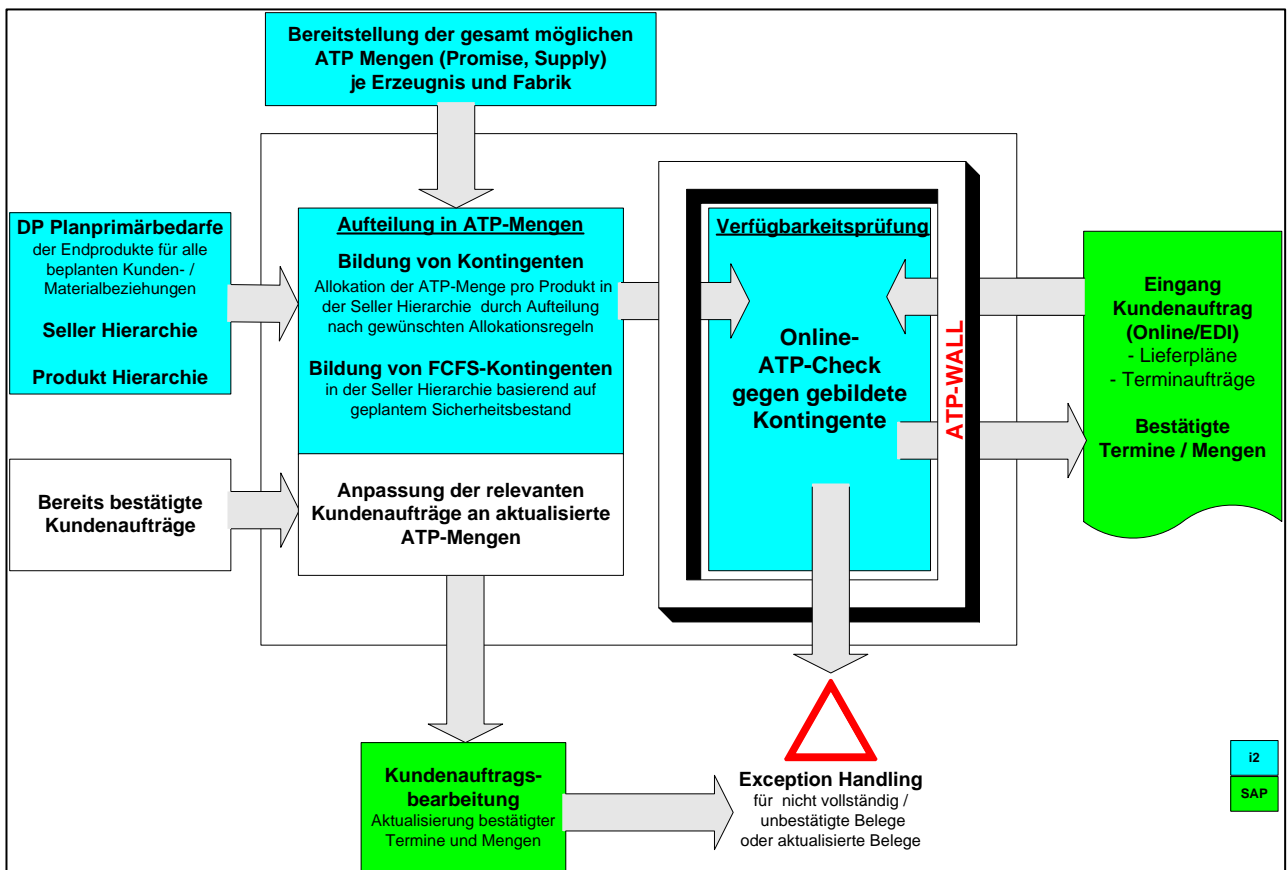 Bereitstellung der gesamt möglichen
ATP Mengen (Promise, Supply)
je Erzeugnis und Fabrik
DP Planprimärbedarfe
der Endprodukte für alle
beplanten Kunden- /
Materialbeziehungen
Seller Hierarchie
Produkt Hierarchie
Aufteilung in ATP-Mengen
Bildung von Kontingenten
Allokation der ATP-Menge pro Produkt in
der Seller Hierarchie durch Aufteilung
nach gewünschten Allokationsregeln
Bildung von FCFS-Kontingenten
in der Seller Hierarchie basierend auf
geplantem Sicherheitsbestand
Verfügbarkeitsprüfung
Online-
ATP-Check
gegen gebildete
Kontingente
ATP-WALL
Eingang
Kundenauftrag
(Online/EDI)
- Lieferpläne
- Terminaufträge
Bestätigte
Termine / Mengen
Bereits bestätigte
Kundenaufträge
Anpassung der relevanten
Kundenaufträge an aktualisierte
ATP-Mengen
Kundenauftrags-
bearbeitung
Aktualisierung bestätigter
Termine und Mengen
Exception Handling
für nicht vollständig /
unbestätigte Belege
oder aktualisierte Belege
i2
SAP